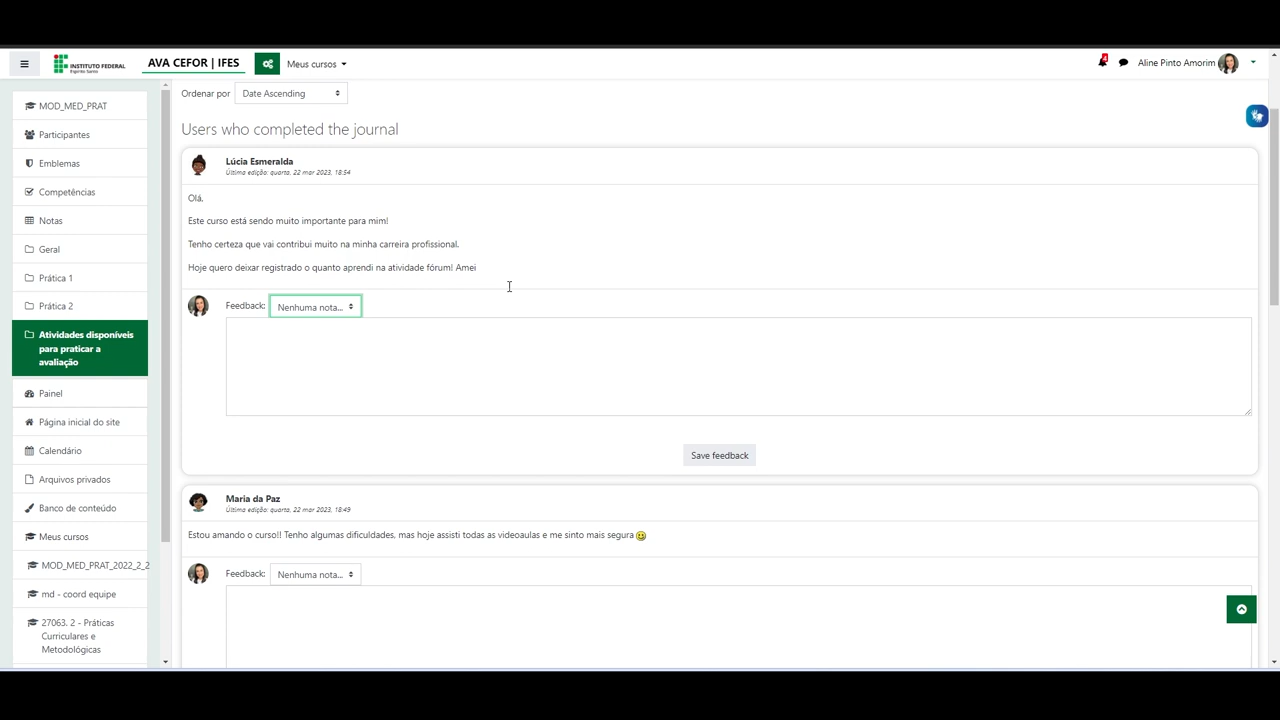 INSTITUTO FEDERAL
Espírito Santo
AVA CEFOR | IFES
Meus cursos
Aline Pinto Amorim
MOD_MED_PRAT
Participantes
Emblemas
Competências
Notas
Geral
Prática 1
Prática 2
Atividades disponíveis
para praticar a
avaliação
Painel
Página inicial do site
Calendário
Arquivos privados
Banco de conteúdo
Meus cursos
MOD_MED_PRAT_2022_2_2
md - coord equipe
27063. 2 - Práticas
Curriculares e
Metodológicas
Ordenar por Date Ascending
Users who completed the journal
Lúcia Esmeralda
Última edição: quarta, 22 mar 2023, 18:54
Olá,
Este curso está sendo muito importante para mim!
Tenho certeza que vai contribui muito na minha carreira profissional.
Hoje quero deixar registrado o quanto aprendi na atividade fórum! Amei
Feedback: Nenhuma nota...
Save feedback
Maria da Paz
Última edição: quarta, 22 mar 2023, 18:49
Estou amando o curso!! Tenho algumas dificuldades, mas hoje assisti todas as videoaulas e me sinto mais segura
Feedback: Nenhuma nota...